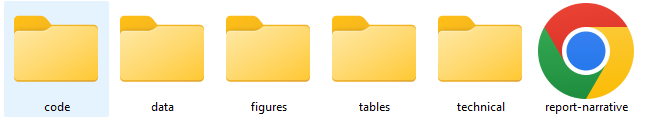 code
data
figures
tables
technical
report-narrative